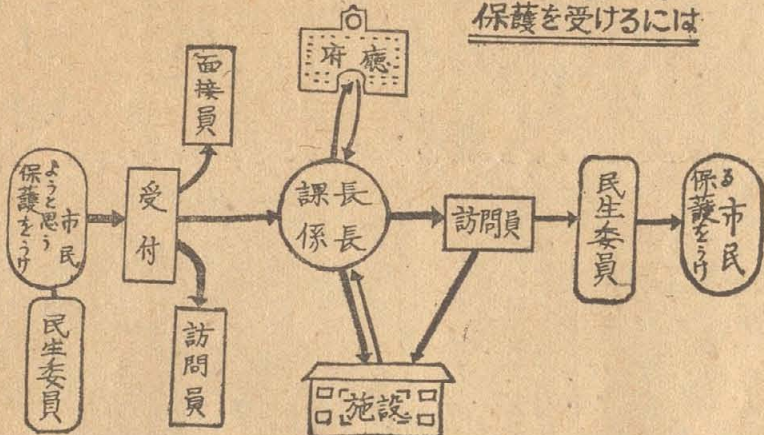 保護を受けるには
府廳
面接員
保護をうけ
ようと思う
市民
民生委員
受付
訪問員
課長
係長
施設
訪問員
民生委員
保護をうけ
る市民